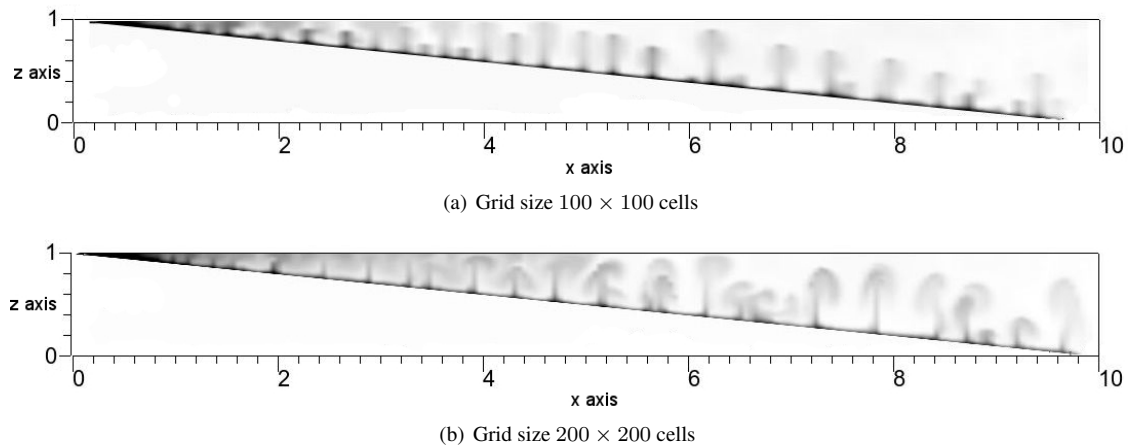 1
z axis
0
0 2 4 6 8 10
x axis
(a) Grid size 100 × 100 cells
1
z axis
0
0 2 4 6 8 10
x axis
(b) Grid size 200 × 200 cells